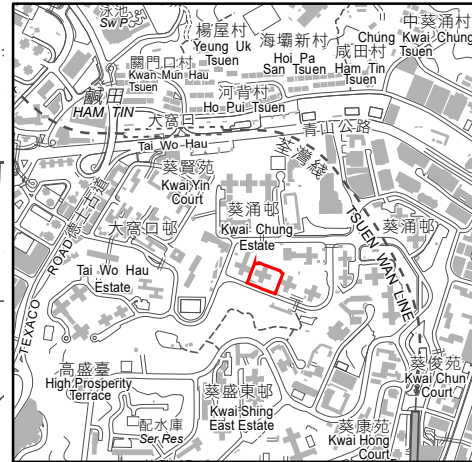 泳池
Sw P
楊屋村
Yeung Uk
Tsuen
海壩新村
Hoi Pa
San Tsuen
中葵涌村
Chung Kwai Chung
Tsuen
咸田村
Ham Tin
Tsuen
關門口村
Kwan Mun Hau
Tsuen
鹹田
HAM TIN
河背村
Ho Pui Tsuen
大窩口
Tai Wo Hau
青山公路
荃灣綫
TSUEN WAN LINE
葵賢苑
Kwai Yin
Court
葵涌邨
Kwai Chung
Estate
葵涌邨
大窩口邨
Tai Wo Hau
Estate
德士古道
TEXACO ROAD
高盛臺
High Prosperity
Terrace
配水庫
Ser Res
葵盛東邨
Kwai Shing
East Estate
葵俊苑
Kwai Chun
Court
葵康苑
Kwai Hong
Court